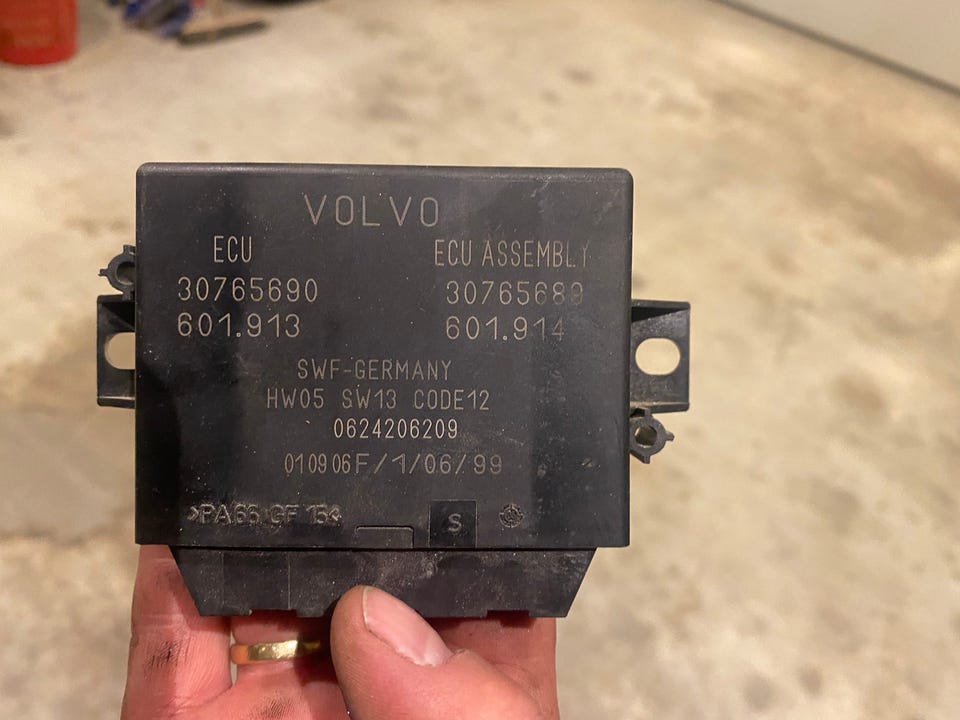 VOLVO
ECU ECU ASSEMBLY
30765690 30765689
601.913 601.914
SWF-GERMANY
HW05 SW13 CODE12
0624206209
010906F/1/06/99
>PA66 GF 15<
S